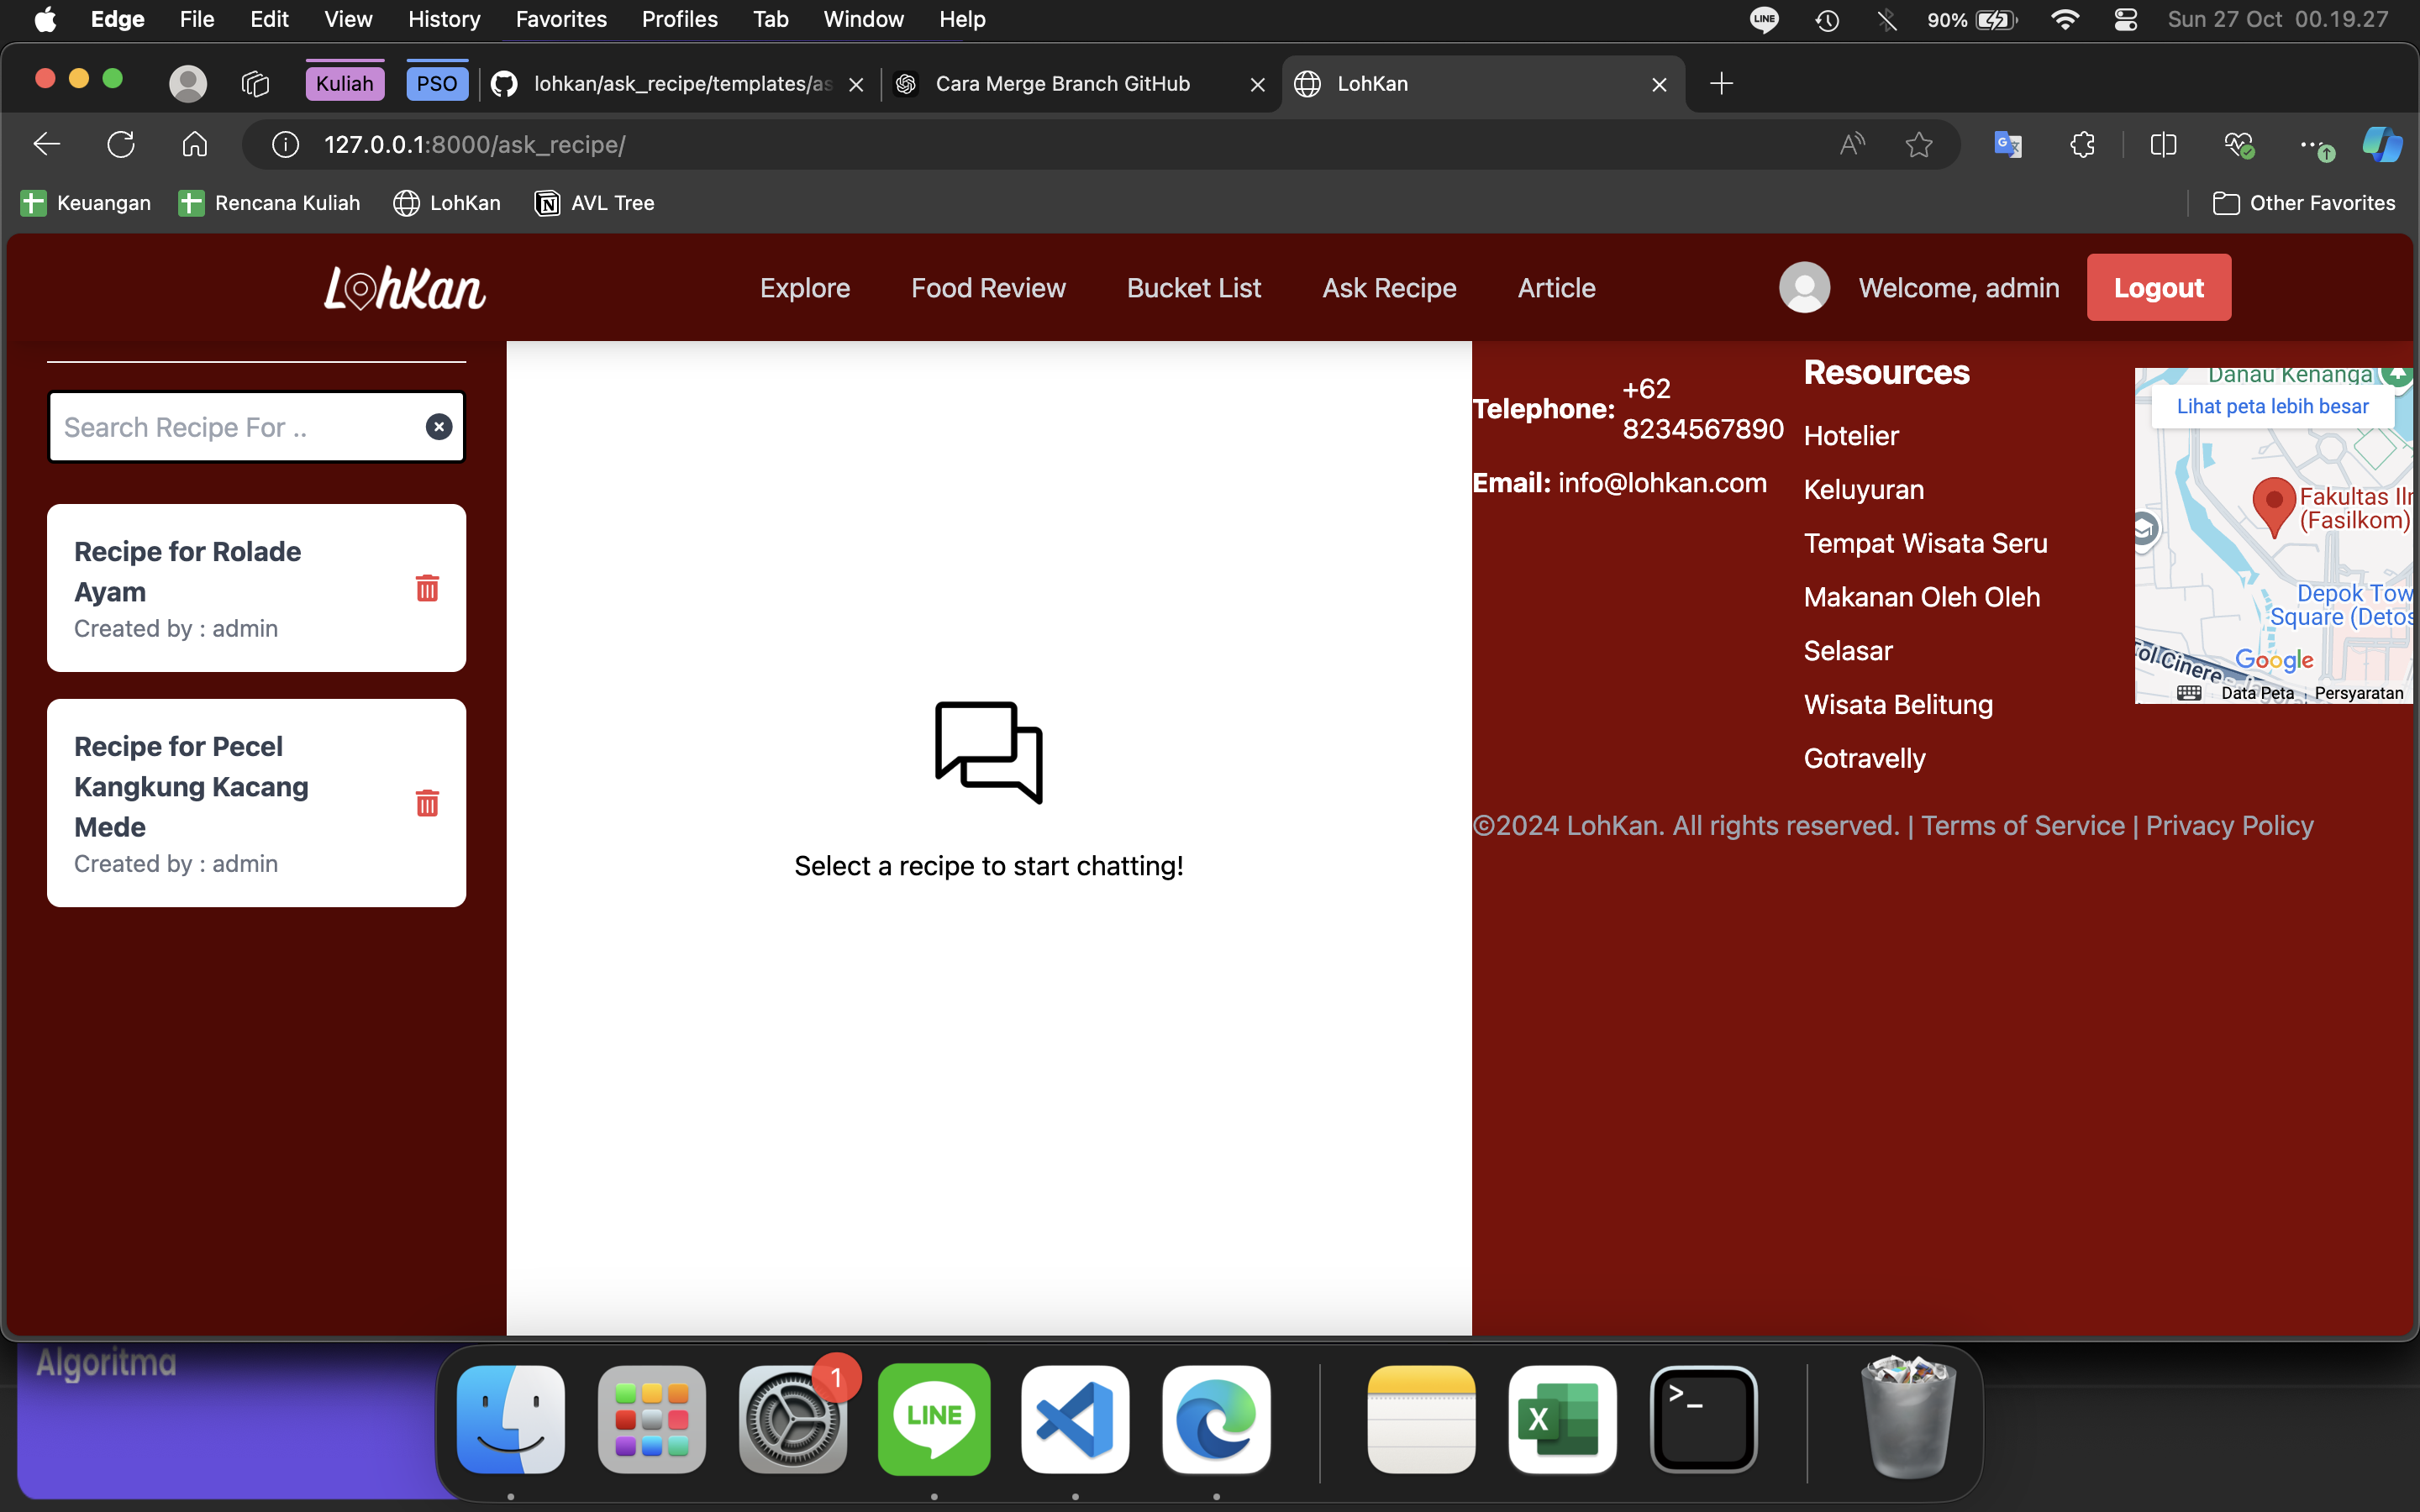 Edge File Edit View History Favorites Profiles Tab Window Help
LINE 90% Sun 27 Oct 00.19.27
Kuliah PSO lohkan/ask_recipe/templates/as Cara Merge Branch GitHub LohKan
127.0.0.1:8000/ask_recipe/
Keuangan Rencana Kuliah LohKan AVL Tree Other Favorites
LohKan Explore Food Review Bucket List Ask Recipe Article Welcome, admin Logout
Search Recipe For ..
Recipe for Rolade
Ayam
Created by : admin
Recipe for Pecel
Kangkung Kacang
Mede
Created by : admin
Select a recipe to start chatting!
Telephone:
+62
8234567890
Email: info@lohkan.com
Resources
Hotelier
Keluyuran
Tempat Wisata Seru
Makanan Oleh Oleh
Selasar
Wisata Belitung
Gotravelly
Danau Kenanga
Lihat peta lebih besar
Fakultas Ilm
(Fasilkom)
Depok Tow
Square (Detos
Google
Data Peta Persyaratan
©2024 LohKan. All rights reserved. | Terms of Service | Privacy Policy
Algoritma
1
LINE
X
>_